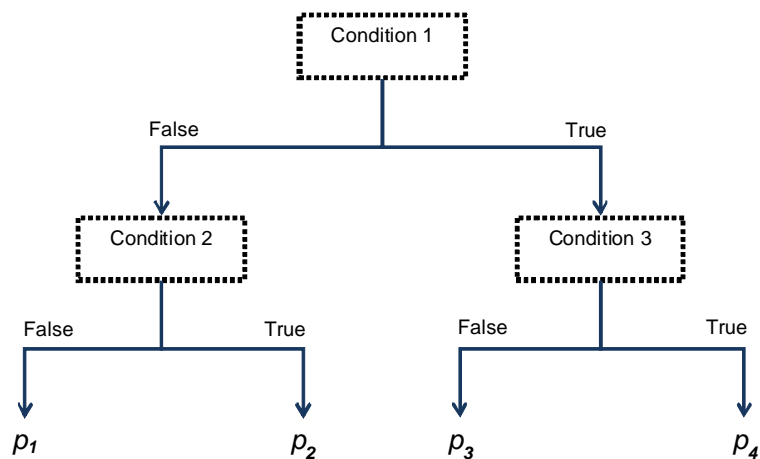 Condition 1
False True
Condition 2 Condition 3
False True False True
p1 p2 p3 p4